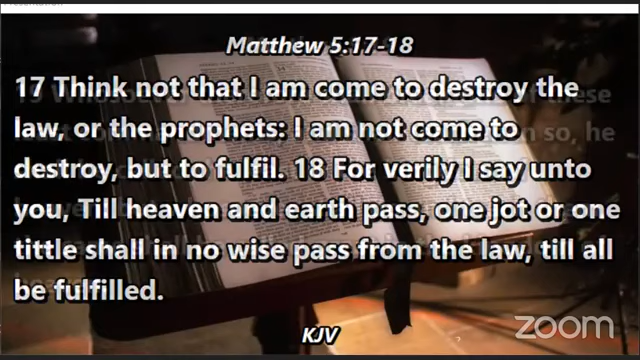 Matthew 5:17-18
17 Think not that I am come to destroy the
law, or the prophets: I am not come to
destroy, but to fulfil. 18 For verily I say unto
you, Till heaven and earth pass, one jot or one
tittle shall in no wise pass from the law, till all
be fulfilled.
KJV
zoom